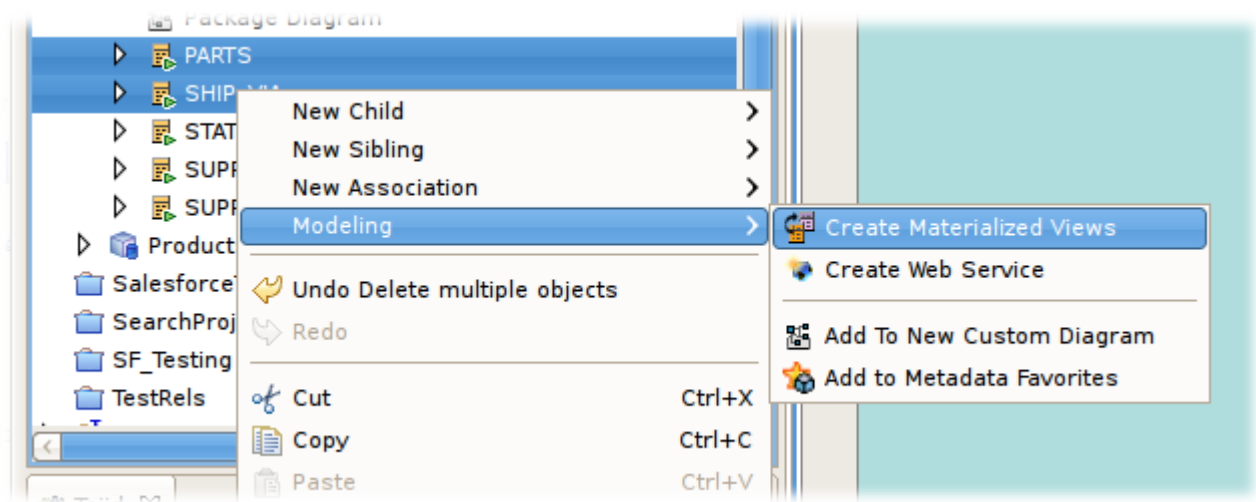 Package Diagram
PARTS
SHIP_VIA
STAT
SUPP
SUPP
Product
SalesforceT
SearchProj
SF_Testing
TestRels
New Child
New Sibling
New Association
Modeling
Undo Delete multiple objects
Redo
Cut Ctrl+X
Copy Ctrl+C
Paste Ctrl+V
Create Materialized Views
Create Web Service
Add To New Custom Diagram
Add to Metadata Favorites